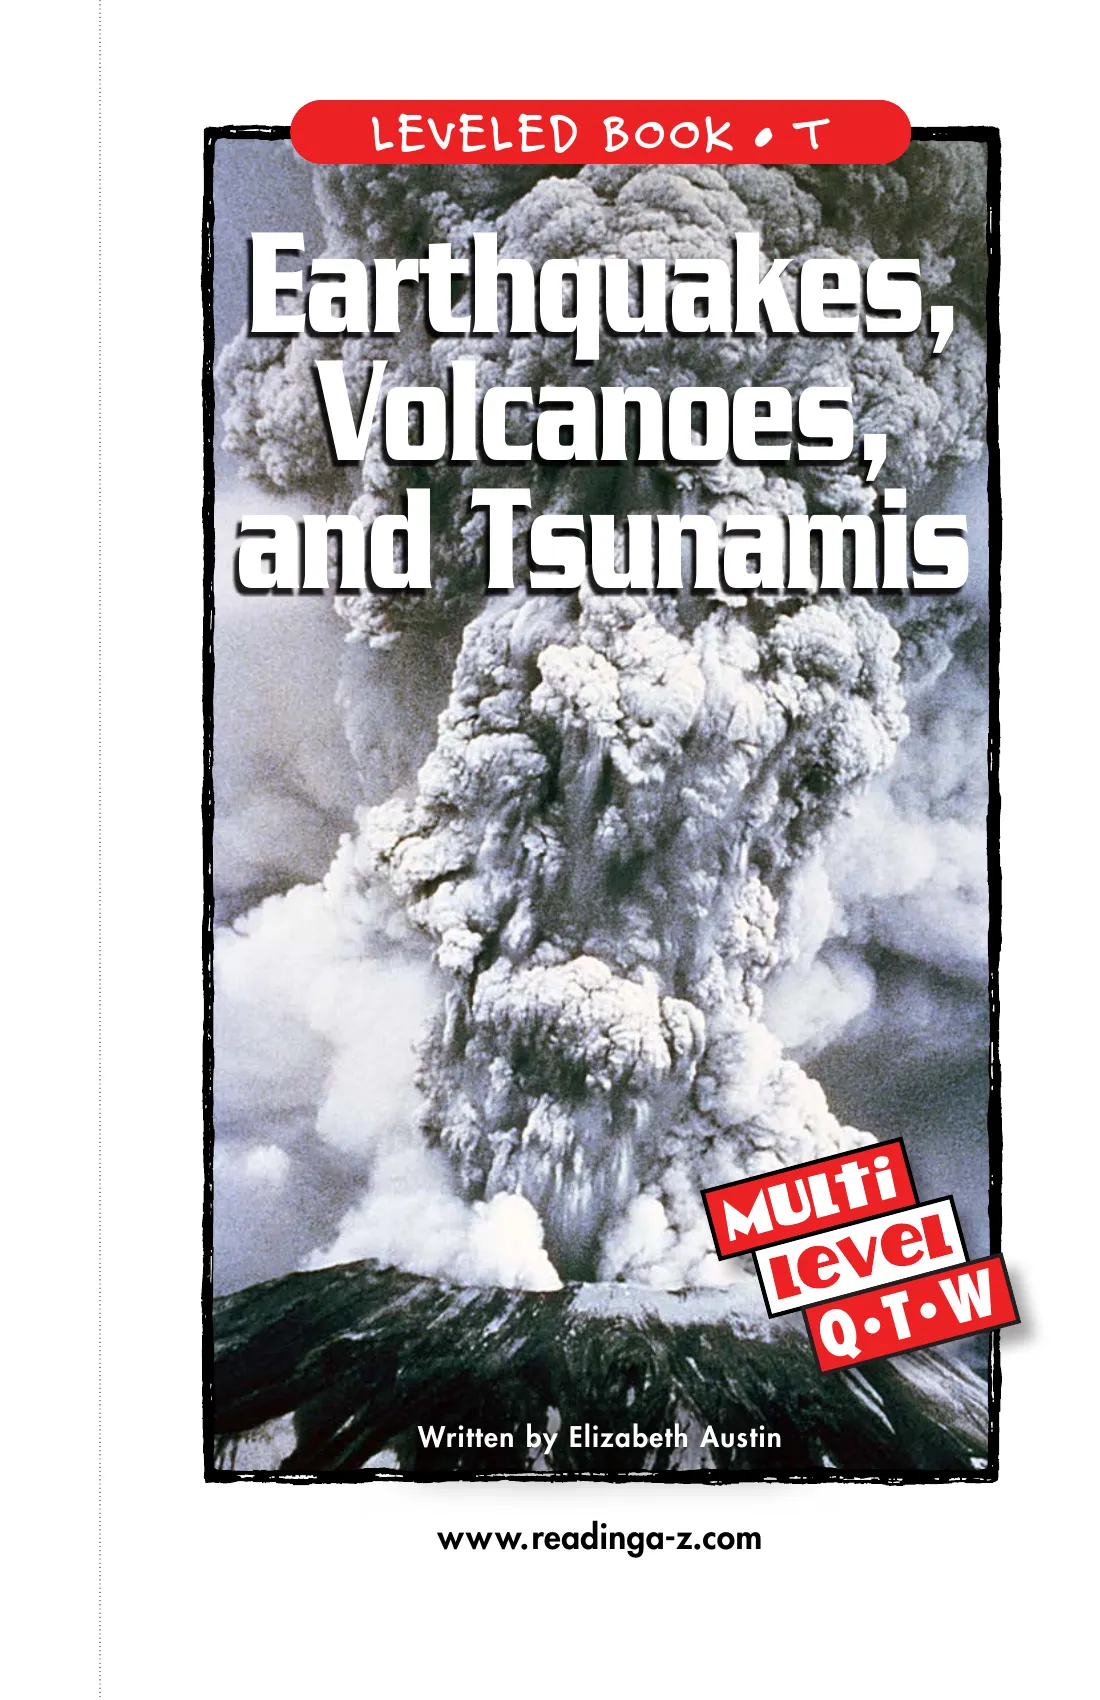 LEVELED BOOK • T
Earthquakes,
Volcanoes,
and Tsunamis
Multi
level
Q•T•W
Written by Elizabeth Austin
www.readinga-z.com